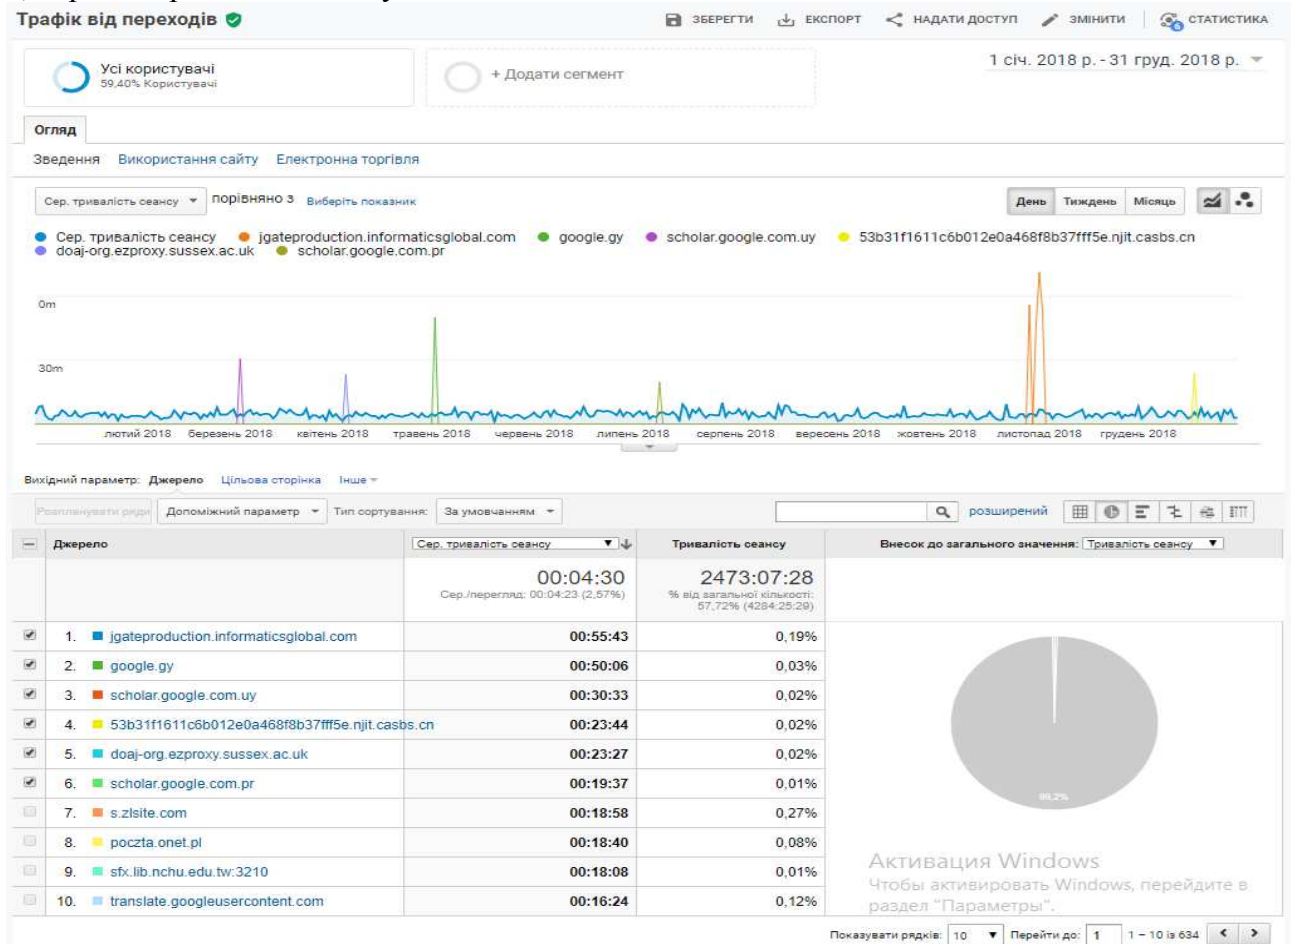 Трафік від переходів
ЗБЕРЕГТИ ЕКСПОРТ НАДАТИ ДОСТУП ЗМІНИТИ СТАТИСТИКА
Усі користувачі
59,40% Користувачі
+ Додати сегмент
1 січ. 2018 р. - 31 груд. 2018 р.
Огляд
Зведення Використання сайту Електронна торгівля
Сер. тривалість сеансу порівняно з Виберіть показник
День Тиждень Місяць
Сер. тривалість сеансу jgateproduction.informaticsglobal.com google.gy scholar.google.com.uy 53b31f1611c6b012e0a468f8b37fff5e.njit.casbs.cn
doaj-org.ezproxy.sussex.ac.uk scholar.google.com.pr
0m
30m
лютий 2018 березень 2018 квітень 2018 травень 2018 червень 2018 липень 2018 серпень 2018 вересень 2018 жовтень 2018 листопад 2018 грудень 2018
Вихідний параметр: Джерело Цільова сторінка Інше
Розпланувати ряди Допоміжний параметр Тип сортування: За умовчанням розширений
Джерело Сер. тривалість сеансу Тривалість сеансу Внесок до загального значення: Тривалість сеансу
00:04:30 2473:07:28
Сер./перегляд: 00:04:23 (2,57%) % від загальної кількості:
57,72% (4284:25:29)
1. jgateproduction.informaticsglobal.com 00:55:43 0,19%
2. google.gy 00:50:06 0,03%
3. scholar.google.com.uy 00:30:33 0,02%
4. 53b31f1611c6b012e0a468f8b37fff5e.njit.casbs.cn 00:23:44 0,02%
5. doaj-org.ezproxy.sussex.ac.uk 00:23:27 0,02%
6. scholar.google.com.pr 00:19:37 0,01%
7. s.zlsite.com 00:18:58 0,27%
8. poczta.onet.pl 00:18:40 0,08%
9. sfx.lib.nchu.edu.tw:3210 00:18:08 0,01%
10. translate.googleusercontent.com 00:16:24 0,12%
99,2%
Активация Windows
Чтобы активировать Windows, перейдите в
раздел "Параметры".
Показувати рядків: 10 Перейти до: 1 1 – 10 із 634